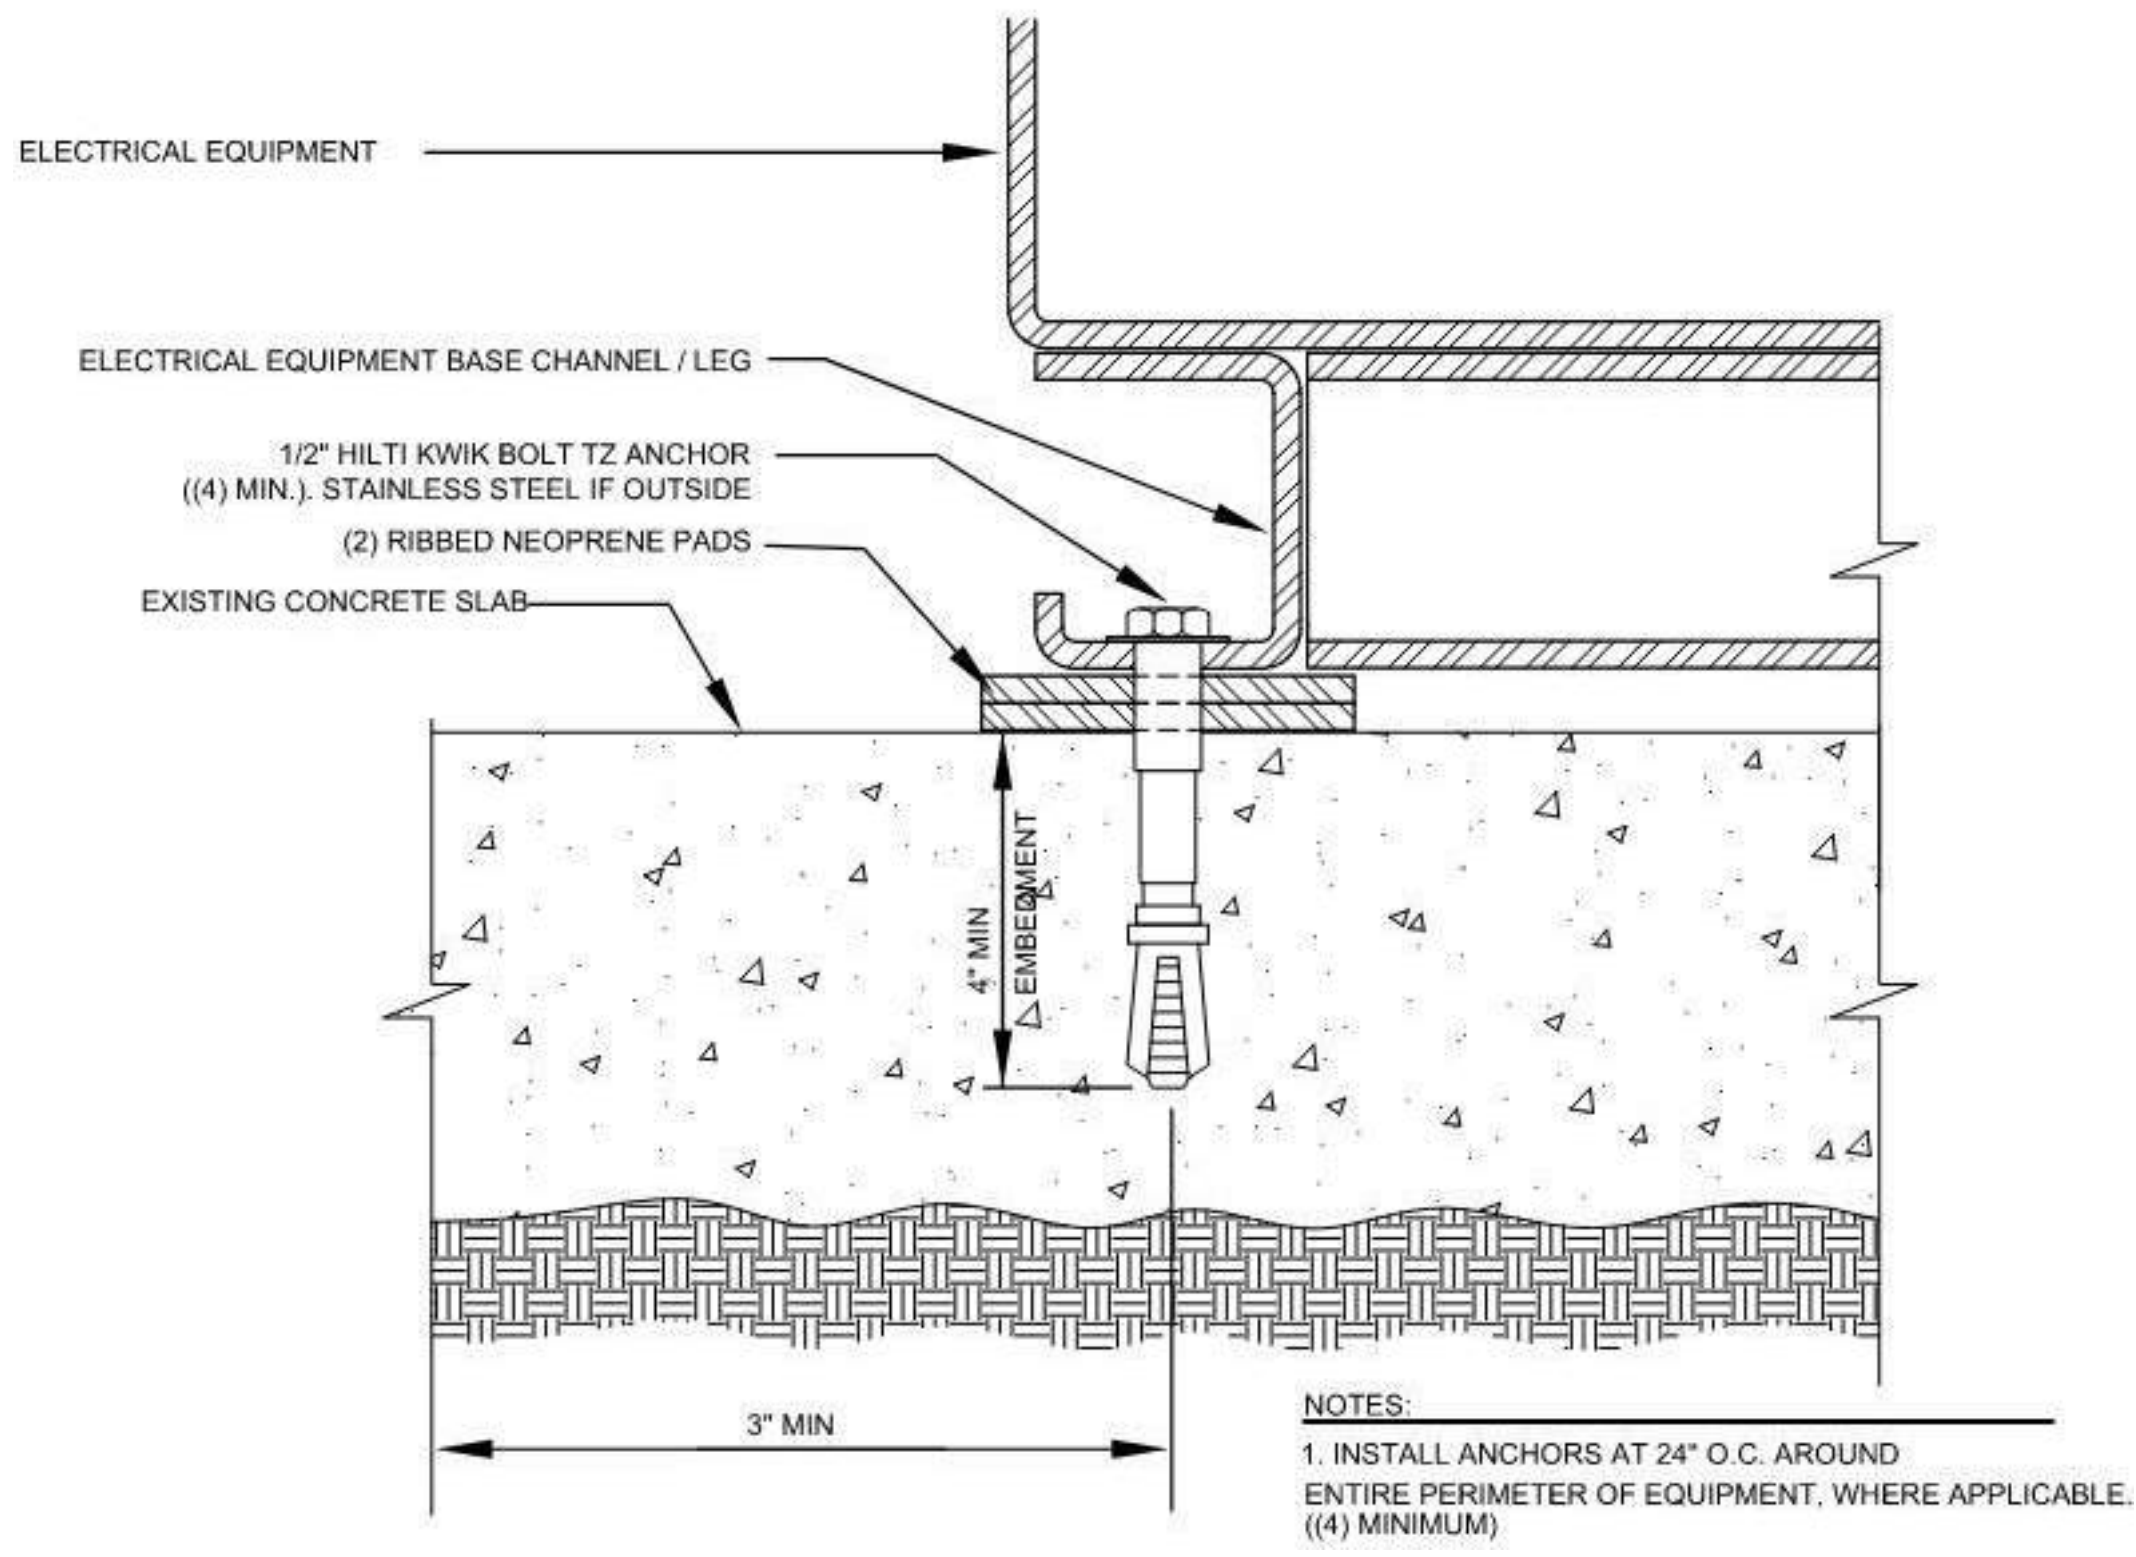 ELECTRICAL EQUIPMENT
ELECTRICAL EQUIPMENT BASE CHANNEL / LEG
1/2" HILTI KWIK BOLT TZ ANCHOR
((4) MIN.). STAINLESS STEEL IF OUTSIDE
(2) RIBBED NEOPRENE PADS
EXISTING CONCRETE SLAB
4" MIN
EMBEDMENT
3" MIN
NOTES:
1. INSTALL ANCHORS AT 24" O.C. AROUND
ENTIRE PERIMETER OF EQUIPMENT, WHERE APPLICABLE.
((4) MINIMUM)